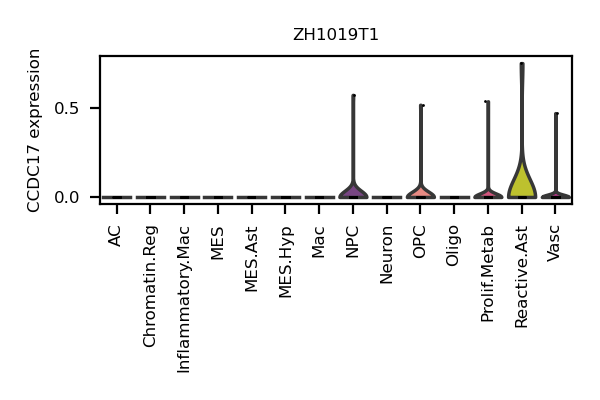 ZH1019T1
CCDC17 expression
0.5
0.0
AC
Chromatin.Reg
Inflammatory.Mac
MES
MES.Ast
MES.Hyp
Mac
NPC
Neuron
OPC
Oligo
Prolif.Metab
Reactive.Ast
Vasc